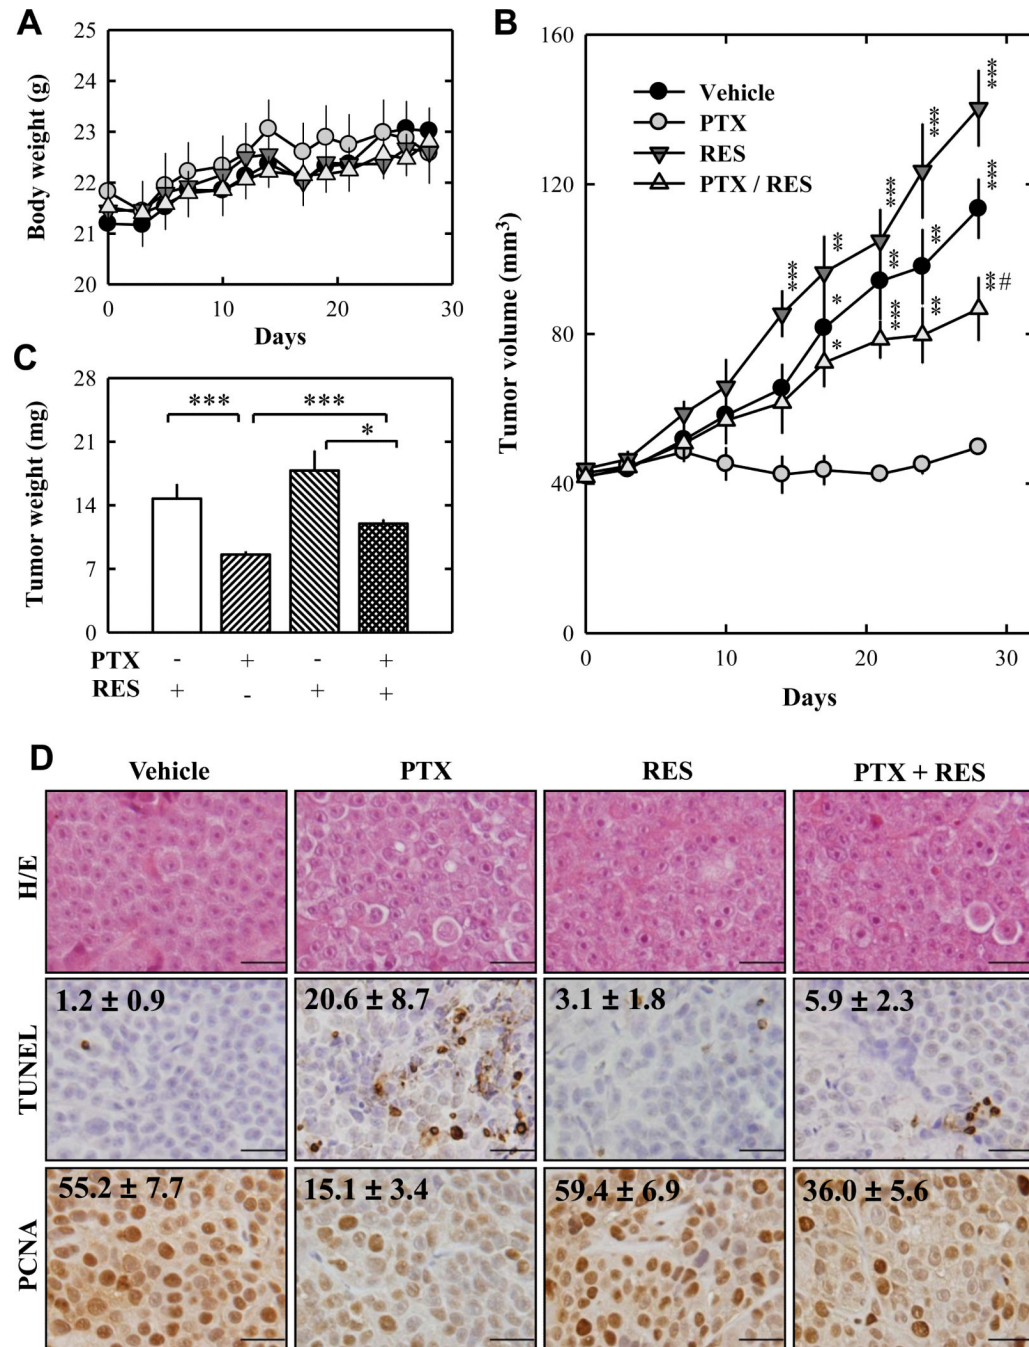 A
Body weight (g)
25
24
23
22
21
20
0 10 20 30
Days
B
Tumor volume (mm³)
160
120
80
40
0
0 10 20 30
Days
Vehicle
PTX
RES
PTX / RES
***
***
**#
***
**
**
***
**
***
**
*
*
***
C
Tumor weight (mg)
28
21
14
7
0
*** ***
*
PTX - + - +
RES + - + +
D
Vehicle PTX RES PTX + RES
H/E
TUNEL
1.2 ± 0.9 20.6 ± 8.7 3.1 ± 1.8 5.9 ± 2.3
PCNA
55.2 ± 7.7 15.1 ± 3.4 59.4 ± 6.9 36.0 ± 5.6